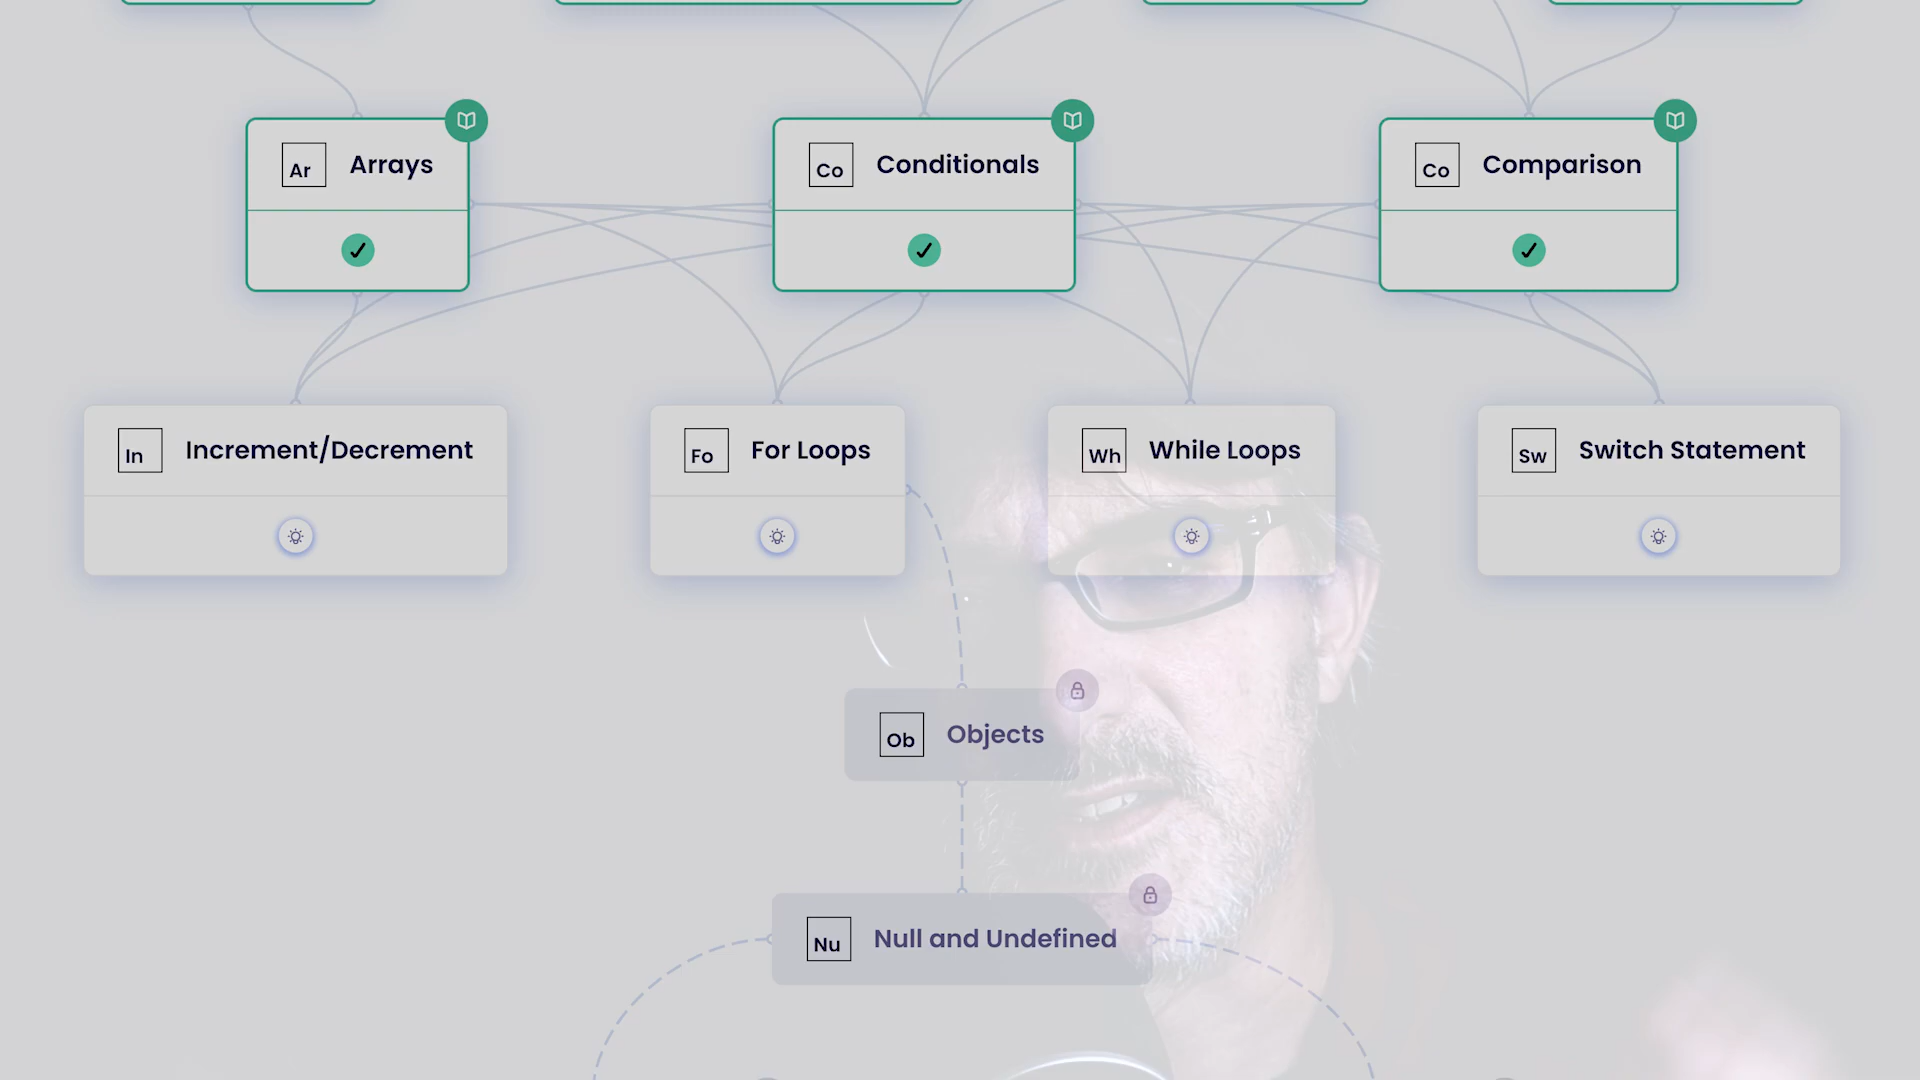 Ar Arrays
Co Conditionals
Co Comparison
In Increment/Decrement
Fo For Loops
Wh While Loops
Sw Switch Statement
Ob Objects
Nu Null and Undefined